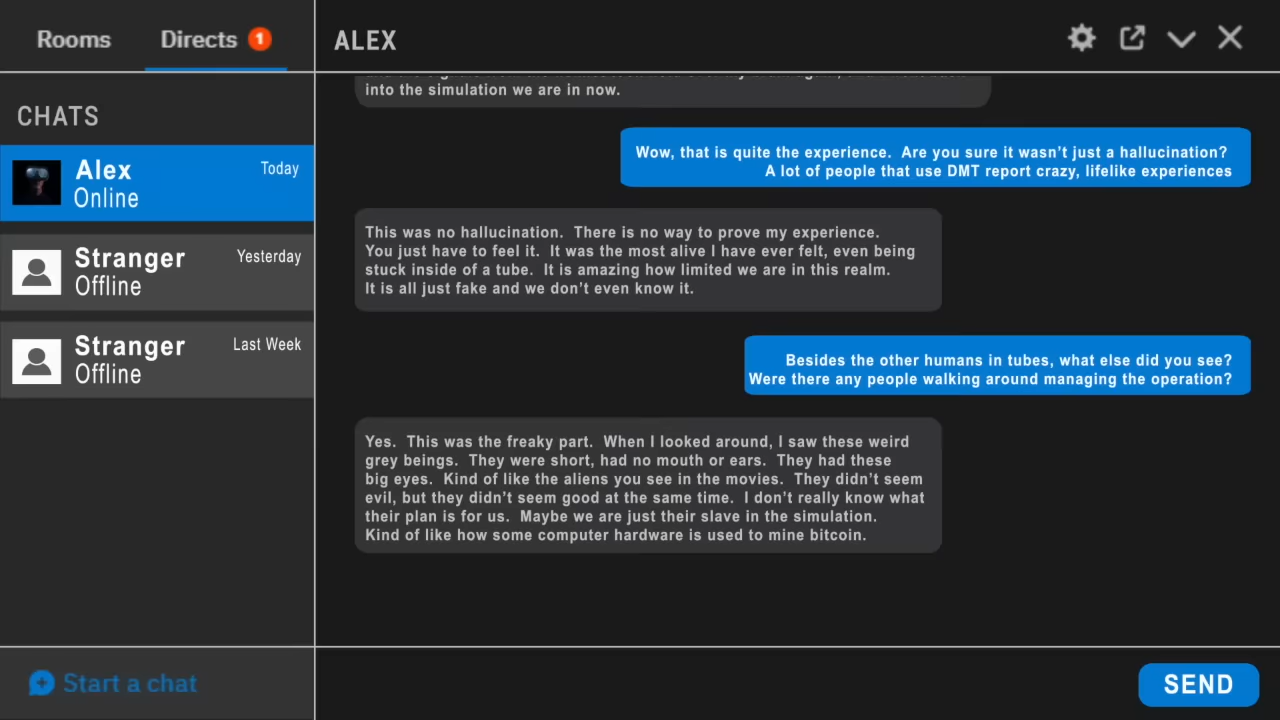 Rooms
Directs
1
ALEX
CHATS
Alex
Today
Online
Stranger
Yesterday
Offline
Stranger
Last Week
Offline
Start a chat
into the simulation we are in now.
Wow, that is quite the experience. Are you sure it wasn't just a hallucination?
A lot of people that use DMT report crazy, lifelike experiences
This was no hallucination. There is no way to prove my experience.
You just have to feel it. It was the most alive I have ever felt, even being
stuck inside of a tube. It is amazing how limited we are in this realm.
It is all just fake and we don't even know it.
Besides the other humans in tubes, what else did you see?
Were there any people walking around managing the operation?
Yes. This was the freaky part. When I looked around, I saw these weird
grey beings. They were short, had no mouth or ears. They had these
big eyes. Kind of like the aliens you see in the movies. They didn't seem
evil, but they didn't seem good at the same time. I don't really know what
their plan is for us. Maybe we are just their slave in the simulation.
Kind of like how some computer hardware is used to mine bitcoin.
SEND